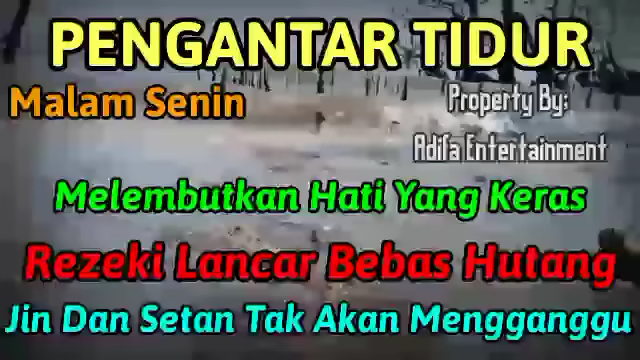 PENGANTAR TIDUR
Malam Senin
Property By;
Adifa Entertainment
Melembutkan Hati Yang Keras
Rezeki Lancar Bebas Hutang
Jin Dan Setan Tak Akan Mengganggu